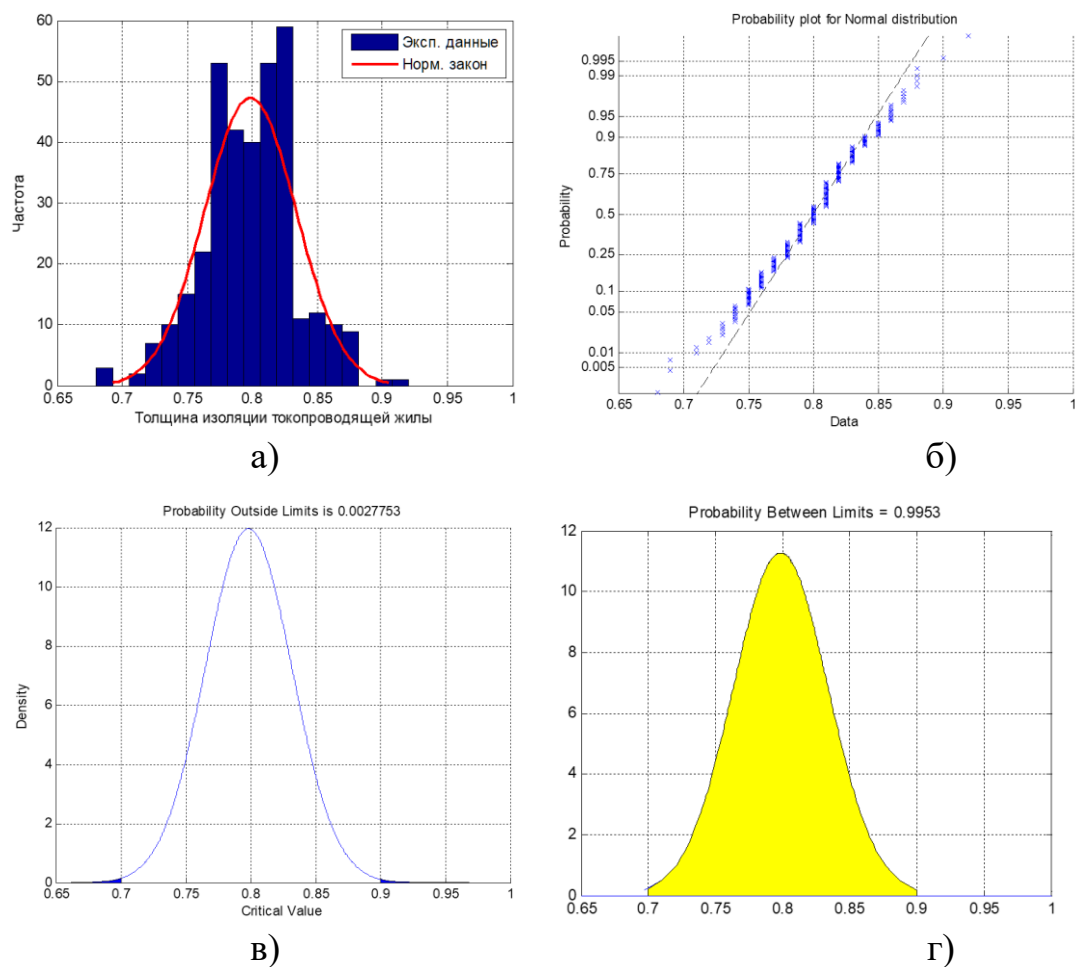 60
50
40
30
20
10
0
Частота
Эксп. данные
Норм. закон
0.65 0.7 0.75 0.8 0.85 0.9 0.95 1
Толщина изоляции токопроводящей жилы
а)
Probability plot for Normal distribution
0.995
0.99
0.95
0.9
0.75
0.5
0.25
0.1
0.05
0.01
0.005
Probability
0.65 0.7 0.75 0.8 0.85 0.9 0.95 1
Data
б)
Probability Outside Limits is 0.0027753
12
10
8
6
4
2
0
Density
0.65 0.7 0.75 0.8 0.85 0.9 0.95 1
Critical Value
в)
Probability Between Limits = 0.9953
12
10
8
6
4
2
0
0.65 0.7 0.75 0.8 0.85 0.9 0.95 1
г)